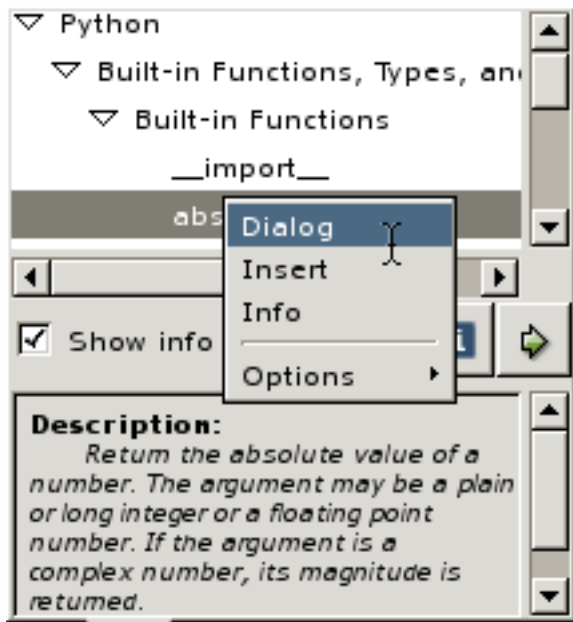 Python
Built-in Functions, Types, an
Built-in Functions
__import__
abs
Dialog
Insert
Info
Options
Show info
i
Description:
Return the absolute value of a
number. The argument may be a plain
or long integer or a floating point
number. If the argument is a
complex number, its magnitude is
returned.